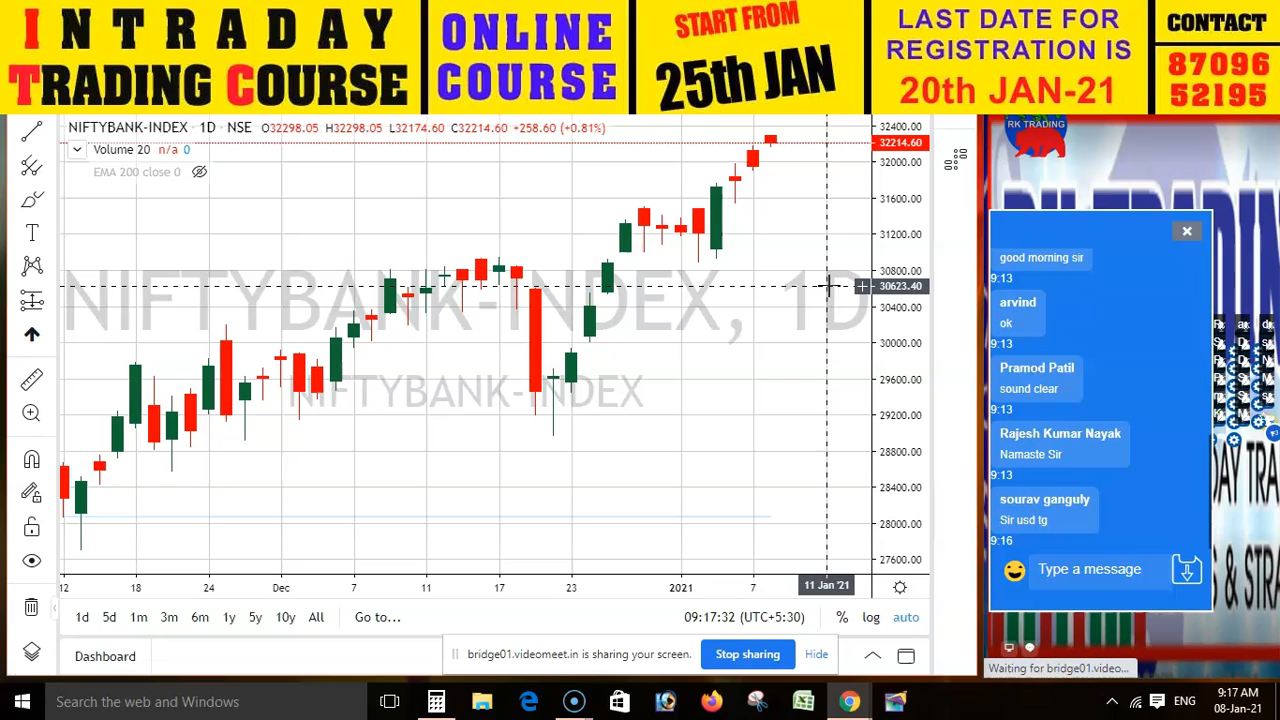 INTRADAY
TRADING COURSE
ONLINE
COURSE
START FROM
25th JAN
LAST DATE FOR
REGISTRATION IS
20th JAN-21
CONTACT
87096
52195
NIFTYBANK-INDEX · 1D · NSE O32298.05 H32298.05 L32174.60 C32214.60 +258.60 (+0.81%)
Volume 20 n/a 0
EMA 200 close 0
NIFTYBANK-INDEX, 1D
NIFTYBANK-INDEX
32400.00
32214.60
32000.00
31600.00
31200.00
30800.00
30623.40
30400.00
30000.00
29600.00
29200.00
28800.00
28400.00
28000.00
27600.00
12 18 24 Dec 7 11 17 23 2021 7 11 Jan '21
1d 5d 1m 3m 6m 1y 5y 10y All Go to... 09:17:32 (UTC+5:30) % log auto
Dashboard
bridge01.videomeet.in is sharing your screen. Stop sharing Hide
RK TRADING
good morning sir
9:13
arvind
ok
9:13
Pramod Patil
sound clear
9:13
Rajesh Kumar Nayak
Namaste Sir
9:13
sourav ganguly
Sir usd tg
9:16
Type a message
DAY TRA
& STRA
Waiting for bridge01.video...
Search the web and Windows
ENG
9:17 AM
08-Jan-21